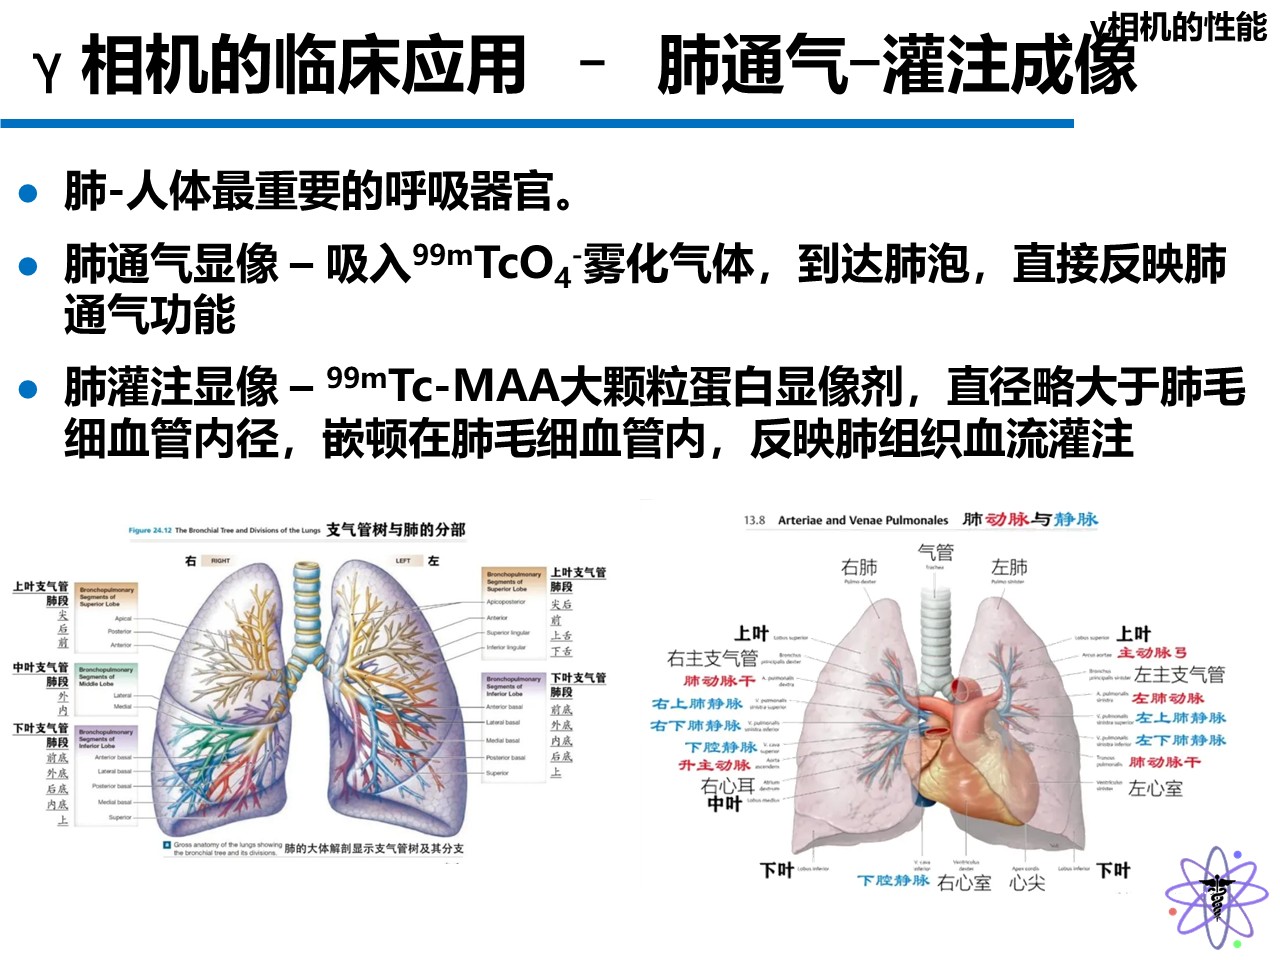 γ相机的性能
γ 相机的临床应用 – 肺通气–灌注成像
肺-人体最重要的呼吸器官。
肺通气显像 – 吸入99mTcO4-雾化气体，到达肺泡，直接反映肺
通气功能
肺灌注显像 – 99mTc-MAA大颗粒蛋白显像剂，直径略大于肺毛
细血管内径，嵌顿在肺毛细血管内，反映肺组织血流灌注
Figure 24.12 The Bronchial Tree and Divisions of the Lungs 支气管树与肺的分部
右 RIGHT
LEFT 左
上叶支气管
肺段
尖
后
前
Bronchopulmonary
Segments of
Superior Lobe
Apical
Posterior
Anterior
中叶支气管
肺段
外
内
Bronchopulmonary
Segments of
Middle Lobe
Lateral
Medial
下叶支气管
肺段
前底
外底
后底
内底
上
Bronchopulmonary
Segments of
Inferior Lobe
Anterior basal
Lateral basal
Posterior basal
Medial basal
Superior
Bronchopulmonary
Segments of
Superior Lobe
Apicoposterior
Anterior
Superior lingular
Inferior lingular
上叶支气管
肺段
尖后
前
上舌
下舌
Bronchopulmonary
Segments of
Inferior Lobe
Anterior basal
Lateral basal
Medial basal
Posterior basal
Superior
下叶支气管
肺段
前底
外底
内底
后底
上
Gross anatomy of the lungs showing
the bronchial tree and its divisions.
肺的大体解剖显示支气管树及其分支
13.8 Arteriae and Venae Pulmonales 肺动脉与静脉
气管
Trachea
右肺
Pulmo dexter
左肺
Pulmo sinister
上叶
Lobus superior
右主支气管
Bronchus
principalis dexter
肺动脉干
A. pulmonalis
dextra
右上肺静脉
V. pulmonalis
右下肺静脉
V. pulmonalis
下腔静脉
V. cava
superior
升主动脉
Aorta
ascendens
右心耳
Atrium
dextrum
中叶
Lobus medius
下叶
Lobus inferior
Lobus superior
上叶
Arcus aortae
主动脉弓
Bronchus
principalis sinister
左主支气管
A. pulmonalis
sinistra
左肺动脉
V. pulmonalis
sinistra superior
左上肺静脉
V. pulmonalis
sinistra inferior
左下肺静脉
Truncus
pulmonalis
肺动脉干
Ventriculus
sinister
左心室
V. cava
inferior
下腔静脉
Ventriculus
dexter
右心室
Apex cordis
心尖
Lobus inferior
下叶